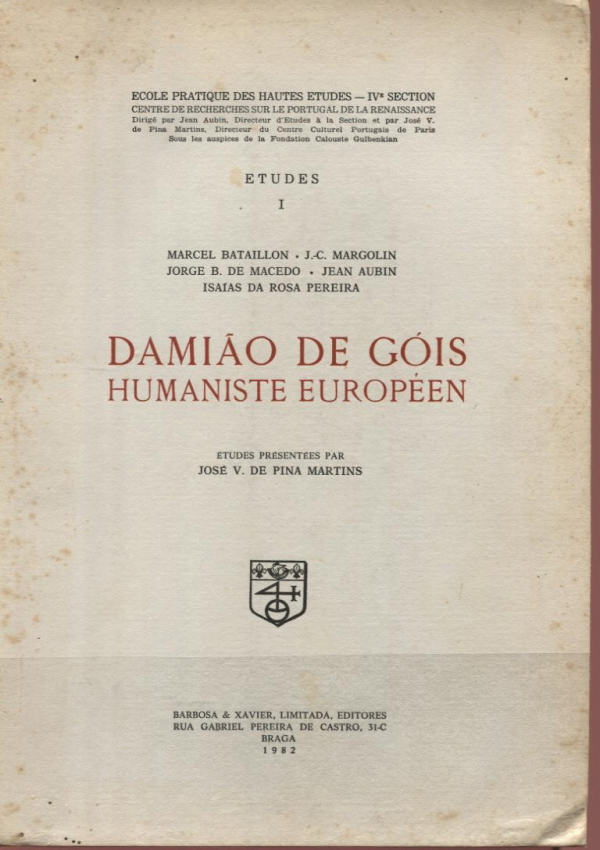 ECOLE PRATIQUE DES HAUTES ETUDES — IVᵉ SECTION
CENTRE DE RECHERCHES SUR LE PORTUGAL DE LA RENAISSANCE
Dirigé par Jean Aubin, Directeur d'Etudes à la Section et par José V.
de Pina Martins, Directeur du Centre Culturel Portugais de Paris
Sous les auspices de la Fondation Calouste Gulbenkian
ETUDES
I
MARCEL BATAILLON • J.-C. MARGOLIN
JORGE B. DE MACEDO • JEAN AUBIN
ISAÍAS DA ROSA PEREIRA
DAMIÃO DE GÓIS
HUMANISTE EUROPÉEN
ÉTUDES PRÉSENTÉES PAR
JOSÉ V. DE PINA MARTINS
BARBOSA & XAVIER, LIMITADA, EDITORES
RUA GABRIEL PEREIRA DE CASTRO, 31-C
BRAGA
1982